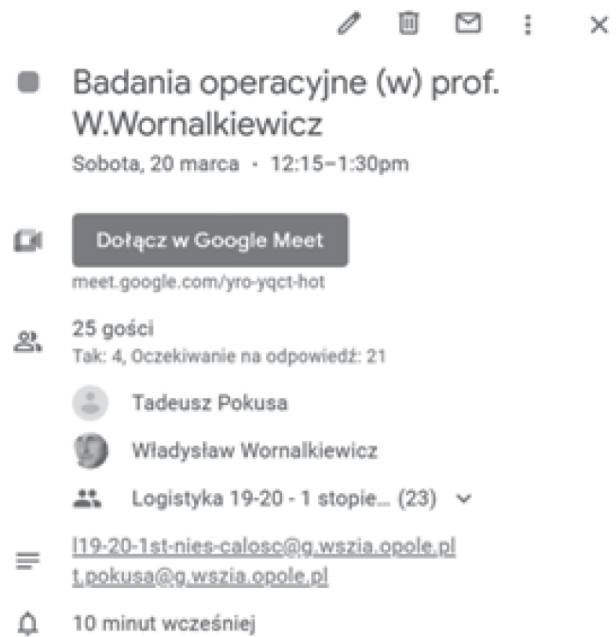 Badania operacyjne (w) prof.
W.Wornalkiewicz
Sobota, 20 marca · 12:15–1:30pm
Dołącz w Google Meet
meet.google.com/yro-yqct-hot
25 gości
Tak: 4, Oczekiwanie na odpowiedź: 21
Tadeusz Pokusa
Władysław Wornalkiewicz
Logistyka 19-20 - 1 stopie... (23)
l19-20-1st-nies-calosc@g.wszia.opole.pl
t.pokusa@g.wszia.opole.pl
10 minut wcześniej